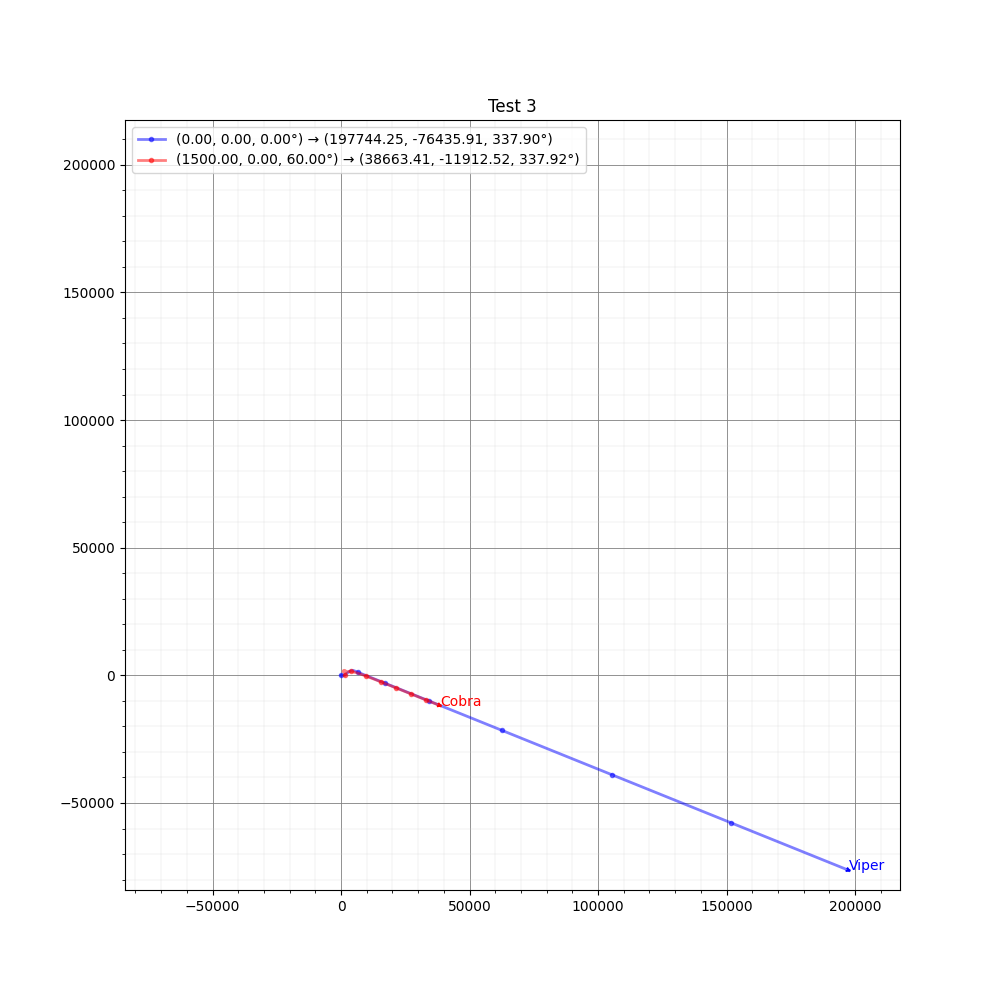 Test 3
(0.00, 0.00, 0.00°) → (197744.25, -76435.91, 337.90°)
(1500.00, 0.00, 60.00°) → (38663.41, -11912.52, 337.92°)
200000
150000
100000
50000
0
−50000
Cobra
Viper
−50000 0 50000 100000 150000 200000